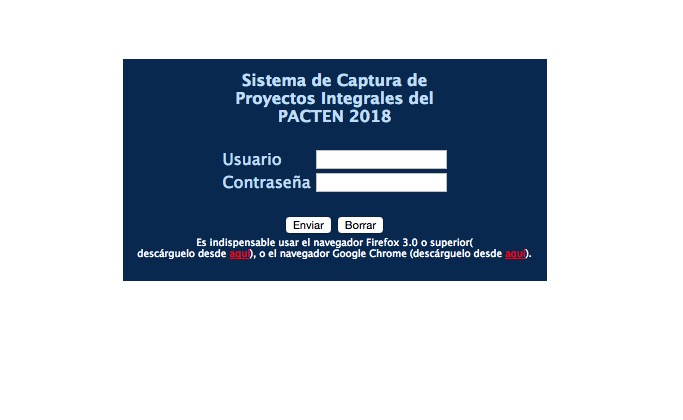 Sistema de Captura de
Proyectos Integrales del
PACTEN 2018
Usuario
Contraseña
Enviar Borrar
Es indispensable usar el navegador Firefox 3.0 o superior(
descárguelo desde aquí), o el navegador Google Chrome (descárguelo desde aquí).